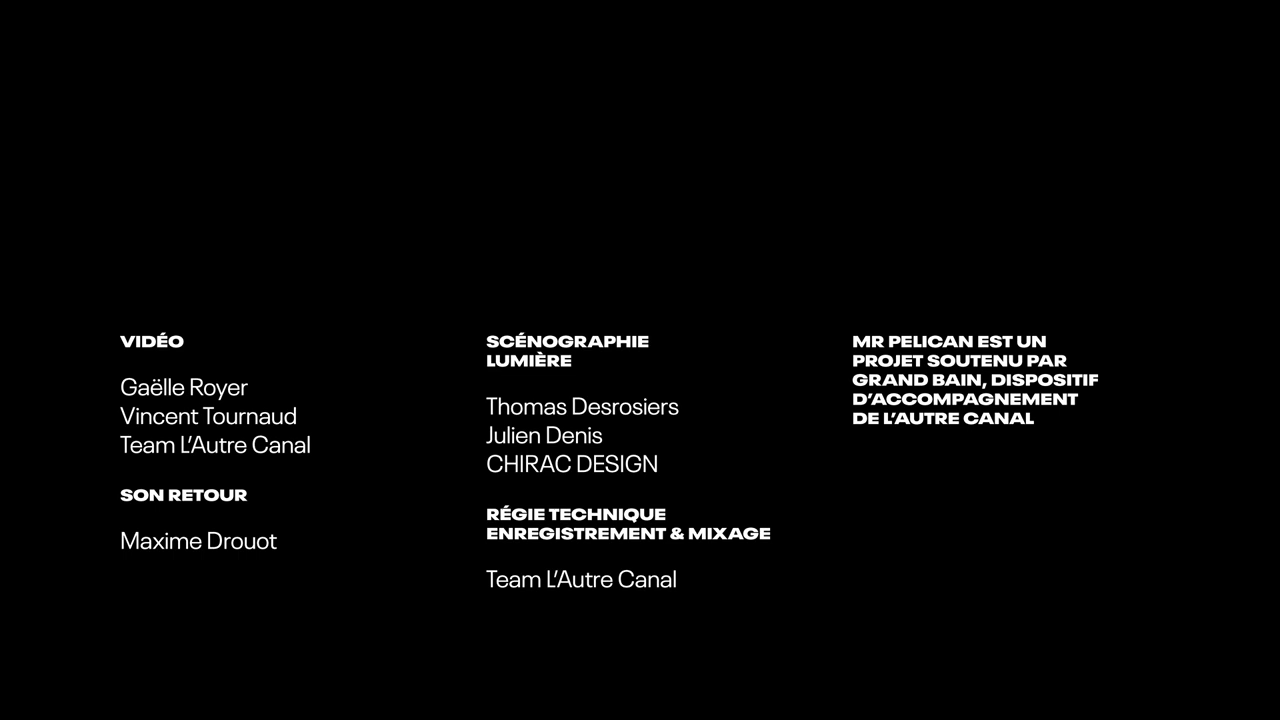 VIDÉO
Gaëlle Royer
Vincent Tournaud
Team L’Autre Canal
SON RETOUR
Maxime Drouot
SCÉNOGRAPHIE
LUMIÈRE
Thomas Desrosiers
Julien Denis
CHIRAC DESIGN
RÉGIE TECHNIQUE
ENREGISTREMENT & MIXAGE
Team L’Autre Canal
MR PELICAN EST UN
PROJET SOUTENU PAR
GRAND BAIN, DISPOSITIF
D’ACCOMPAGNEMENT
DE L’AUTRE CANAL